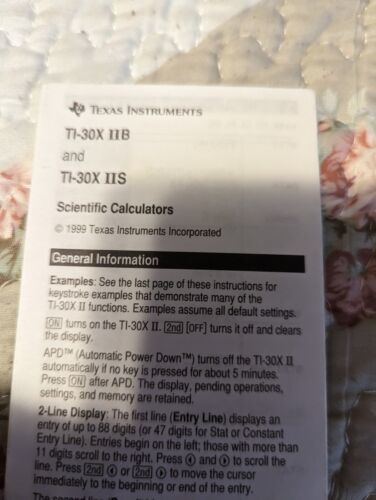 TEXAS INSTRUMENTS
TI-30X IIB
and
TI-30X IIS
Scientific Calculators
© 1999 Texas Instruments Incorporated
General Information
Examples: See the last page of these instructions for
keystroke examples that demonstrate many of the
TI-30X II functions. Examples assume all default settings.
[ON] turns on the TI-30X II. [2nd] [OFF] turns it off and clears
the display.
APD™ (Automatic Power Down™) turns off the TI-30X II
automatically if no key is pressed for about 5 minutes.
Press [ON] after APD. The display, pending operations,
settings, and memory are retained.
2-Line Display: The first line (Entry Line) displays an
entry of up to 88 digits (or 47 digits for Stat or Constant
Entry Line). Entries begin on the left; those with more than
11 digits scroll to the right. Press ◀ and ▶ to scroll the
line. Press [2nd] ◀ or [2nd] ▶ to move the cursor
immediately to the beginning or end of the entry.